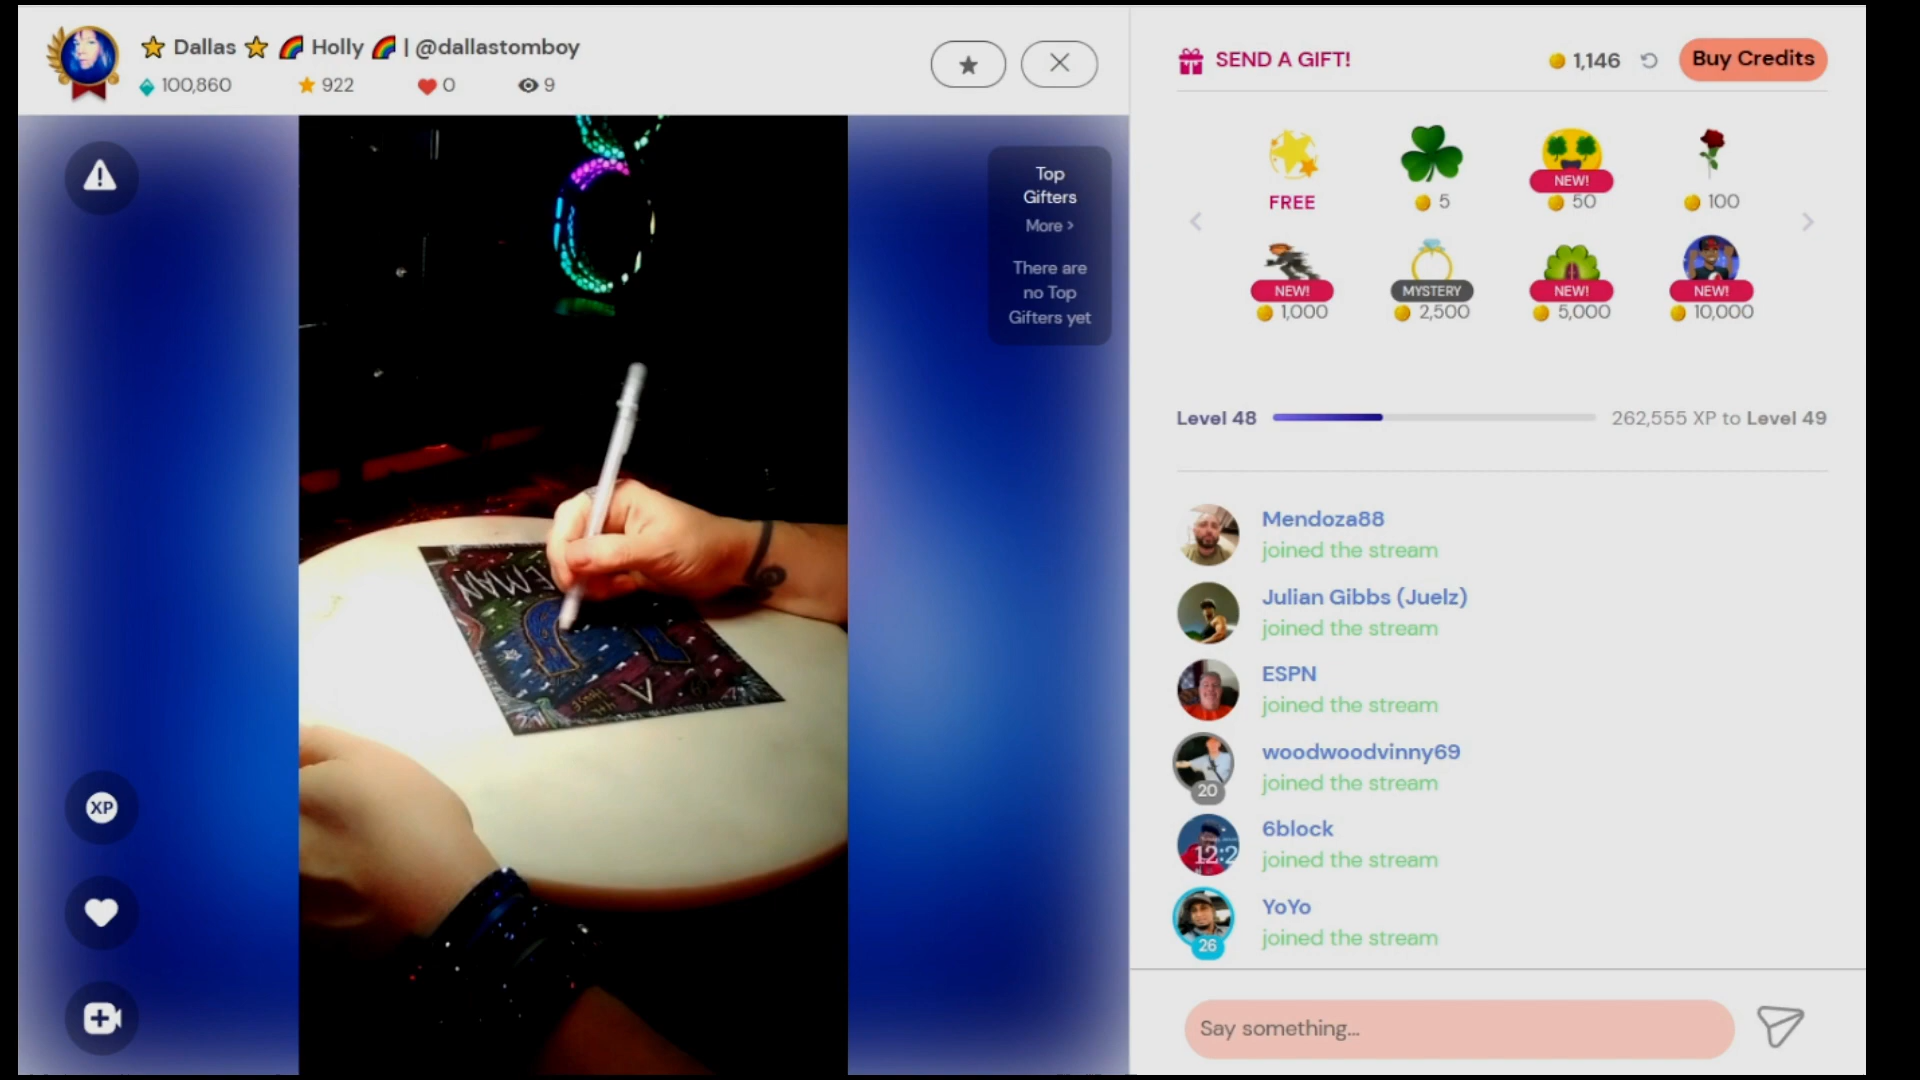 Dallas Holly | @dallastomboy
100,860 922 0 9
Top
Gifters
More >
There are
no Top
Gifters yet
XP
EMAN
V
SEND A GIFT!
1,146
Buy Credits
FREE
5
NEW!
50
100
NEW!
1,000
MYSTERY
2,500
NEW!
5,000
NEW!
10,000
Level 48
262,555 XP to Level 49
Mendoza88
joined the stream
Julian Gibbs (Juelz)
joined the stream
ESPN
joined the stream
woodwoodvinny69
20
joined the stream
6block
12:2
joined the stream
YoYo
26
joined the stream
Say something...